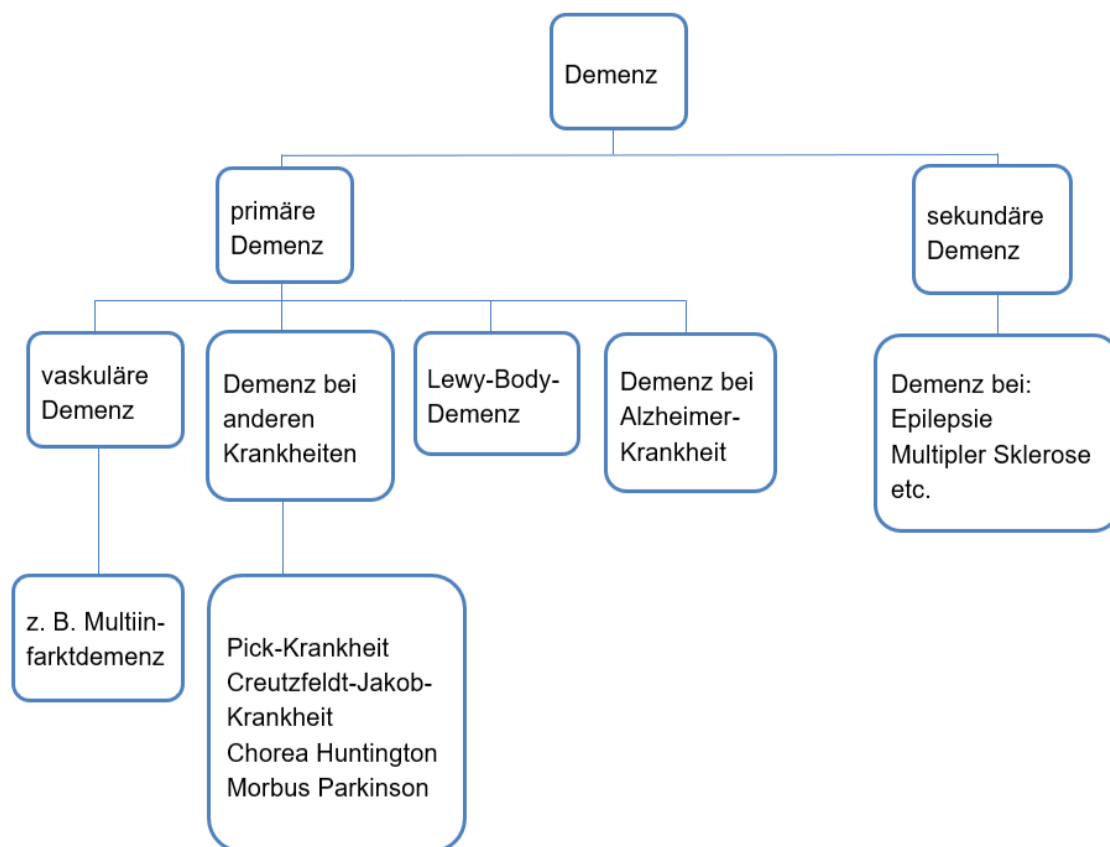 Demenz
primäre
Demenz
sekundäre
Demenz
vaskuläre
Demenz
Demenz bei
anderen
Krankheiten
Lewy-Body-
Demenz
Demenz bei
Alzheimer-
Krankheit
Demenz bei:
Epilepsie
Multipler Sklerose
etc.
z. B. Multiin-
farktdemenz
Pick-Krankheit
Creutzfeldt-Jakob-
Krankheit
Chorea Huntington
Morbus Parkinson